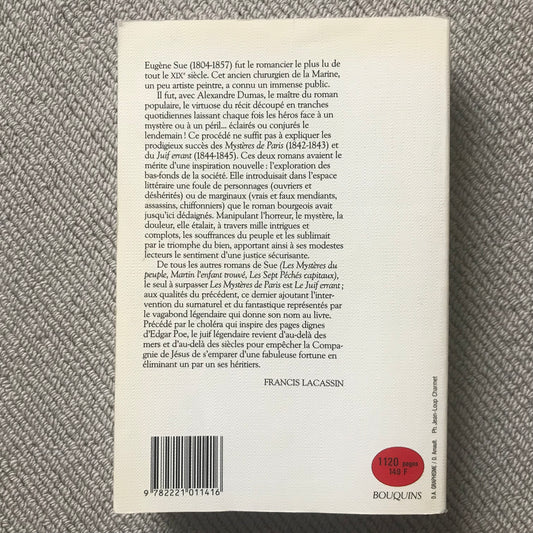 Eugène Sue (1804-1857) fut le romancier le plus lu de
tout le XIXᵉ siècle. Cet ancien chirurgien de la Marine,
un peu artiste peintre, a connu un immense public.
Il fut, avec Alexandre Dumas, le maître du roman
populaire, le virtuose du récit découpé en tranches
quotidiennes laissant chaque fois les héros face à un
mystère ou à un péril... éclairés ou conjurés le
lendemain ! Ce procédé ne suffit pas à expliquer les
prodigieux succès des Mystères de Paris (1842-1843) et
du Juif errant (1844-1845). Ces deux romans avaient le
mérite d'une inspiration nouvelle : l'exploration des
bas-fonds de la société. Elle introduisait dans l'espace
littéraire une foule de personnages (ouvriers et
déshérités) ou de marginaux (vrais et faux mendiants,
assassins, chiffonniers) que le roman bourgeois avait
jusqu'ici dédaignés. Manipulant l'horreur, le mystère, la
douleur, elle étalait, à travers mille intrigues et
complots, les souffrances du peuple et les sublimait
par le triomphe du bien, apportant ainsi à ses modestes
lecteurs le sentiment d'une justice sécurisante.
De tous les autres romans de Sue (Les Mystères du
peuple, Martin l'enfant trouvé, Les Sept Péchés capitaux),
le seul à surpasser Les Mystères de Paris est Le Juif errant ;
aux qualités du précédent, ce dernier ajoutant l'inter-
vention du surnaturel et du fantastique représentés par
le vagabond légendaire qui donne son nom au livre.
Précédé par le choléra qui inspire des pages dignes
d'Edgar Poe, le juif légendaire revient d'au-delà des
mers et d'au-delà des siècles pour empêcher la Compa-
gnie de Jésus de s'emparer d'une fabuleuse fortune en
éliminant un par un ses héritiers.
FRANCIS LACASSIN
9 782221 011416
1120 pages
149 F
BOUQUINS
D.A. GRAPHISME / D. Arnault. Ph. Jean-Loup Charmet